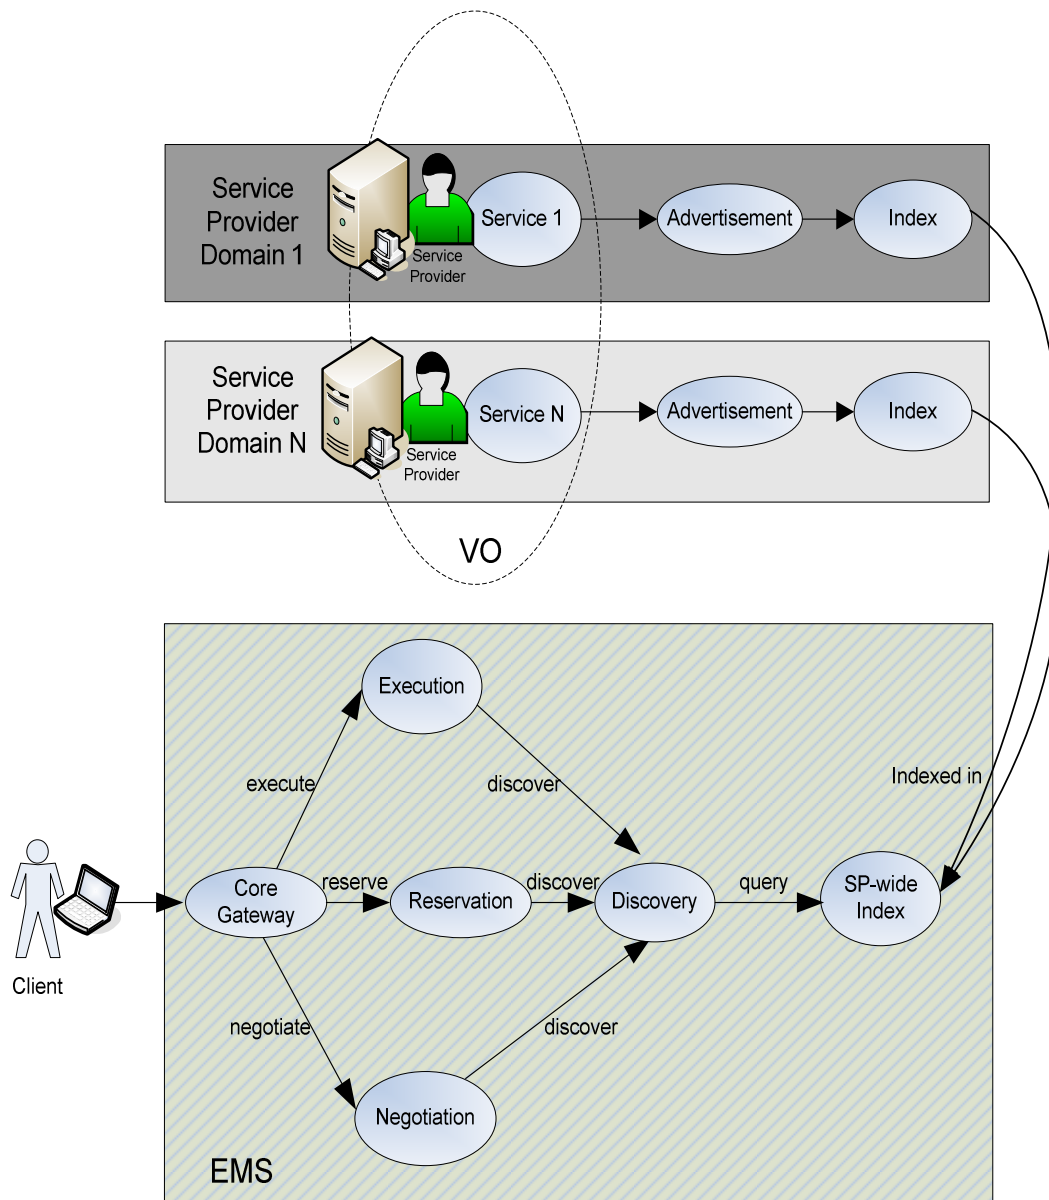 Service
Provider
Domain 1
Service
Provider
Service 1
Advertisement
Index
Service
Provider
Domain N
Service
Provider
Service N
Advertisement
Index
VO
Execution
execute
discover
Indexed in
Client
Core
Gateway
reserve
Reservation
discover
Discovery
query
SP-wide
Index
negotiate
discover
Negotiation
EMS